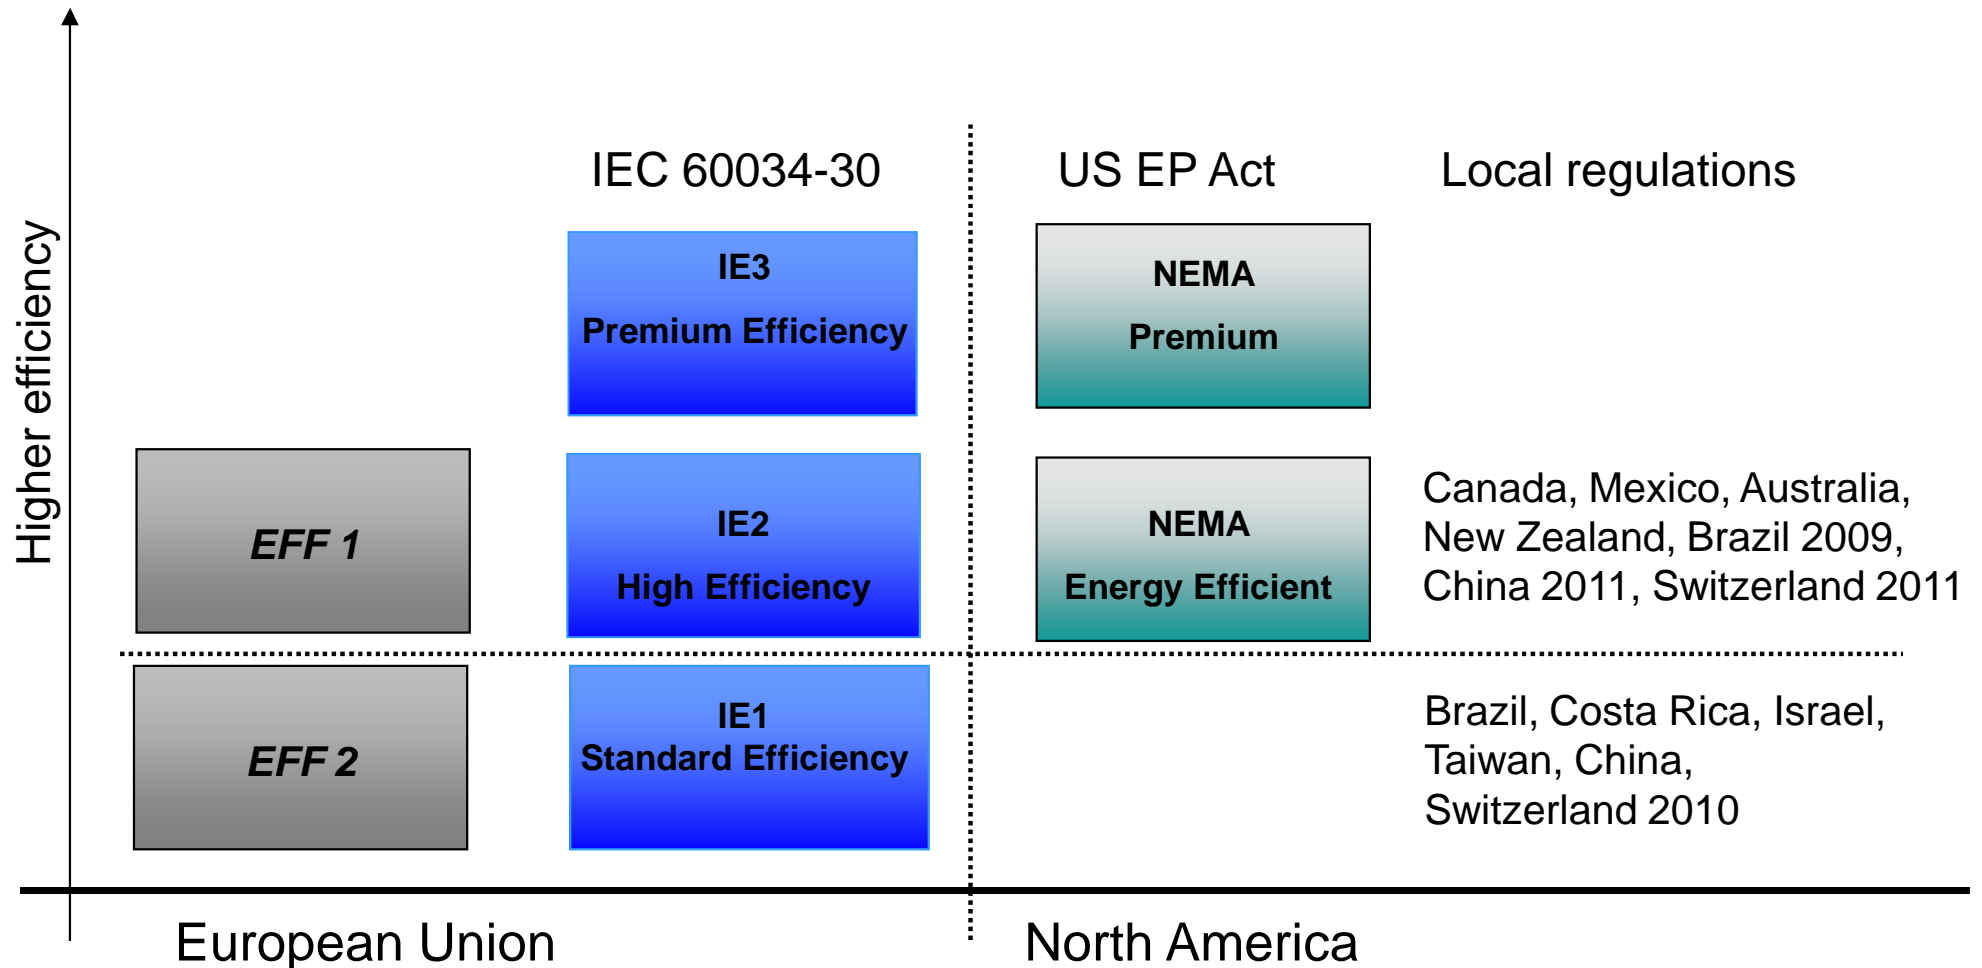 Higher efficiency
IEC 60034-30
US EP Act
Local regulations
IE3
Premium Efficiency
NEMA
Premium
EFF 1
IE2
High Efficiency
NEMA
Energy Efficient
Canada, Mexico, Australia,
New Zealand, Brazil 2009,
China 2011, Switzerland 2011
EFF 2
IE1
Standard Efficiency
Brazil, Costa Rica, Israel,
Taiwan, China,
Switzerland 2010
European Union
North America